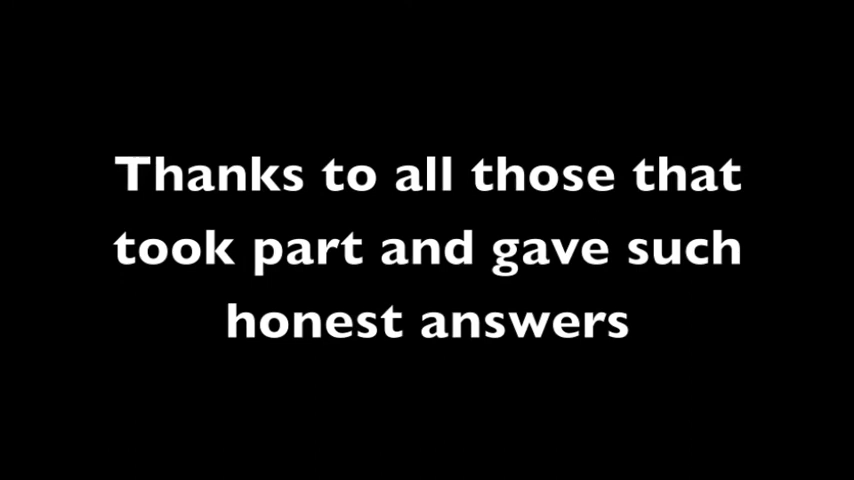 Thanks to all those that
took part and gave such
honest answers